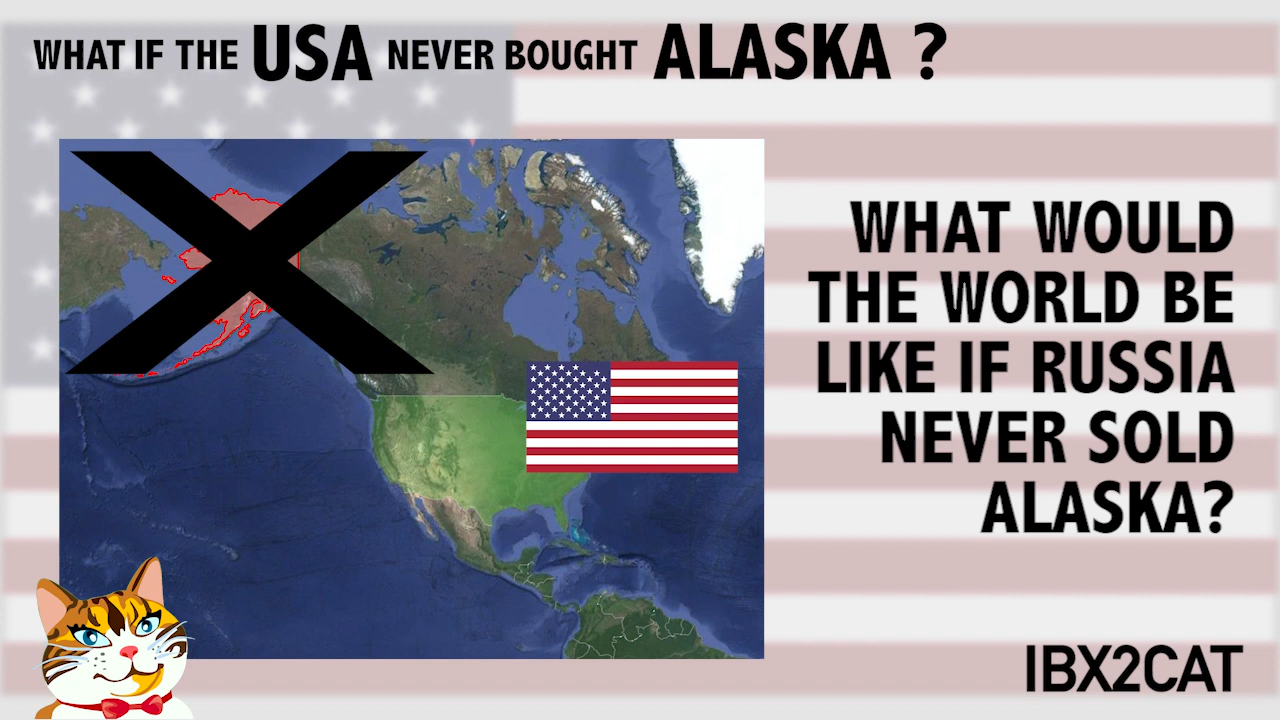 WHAT IF THE USA NEVER BOUGHT ALASKA ?
WHAT WOULD
THE WORLD BE
LIKE IF RUSSIA
NEVER SOLD
ALASKA?
IBX2CAT